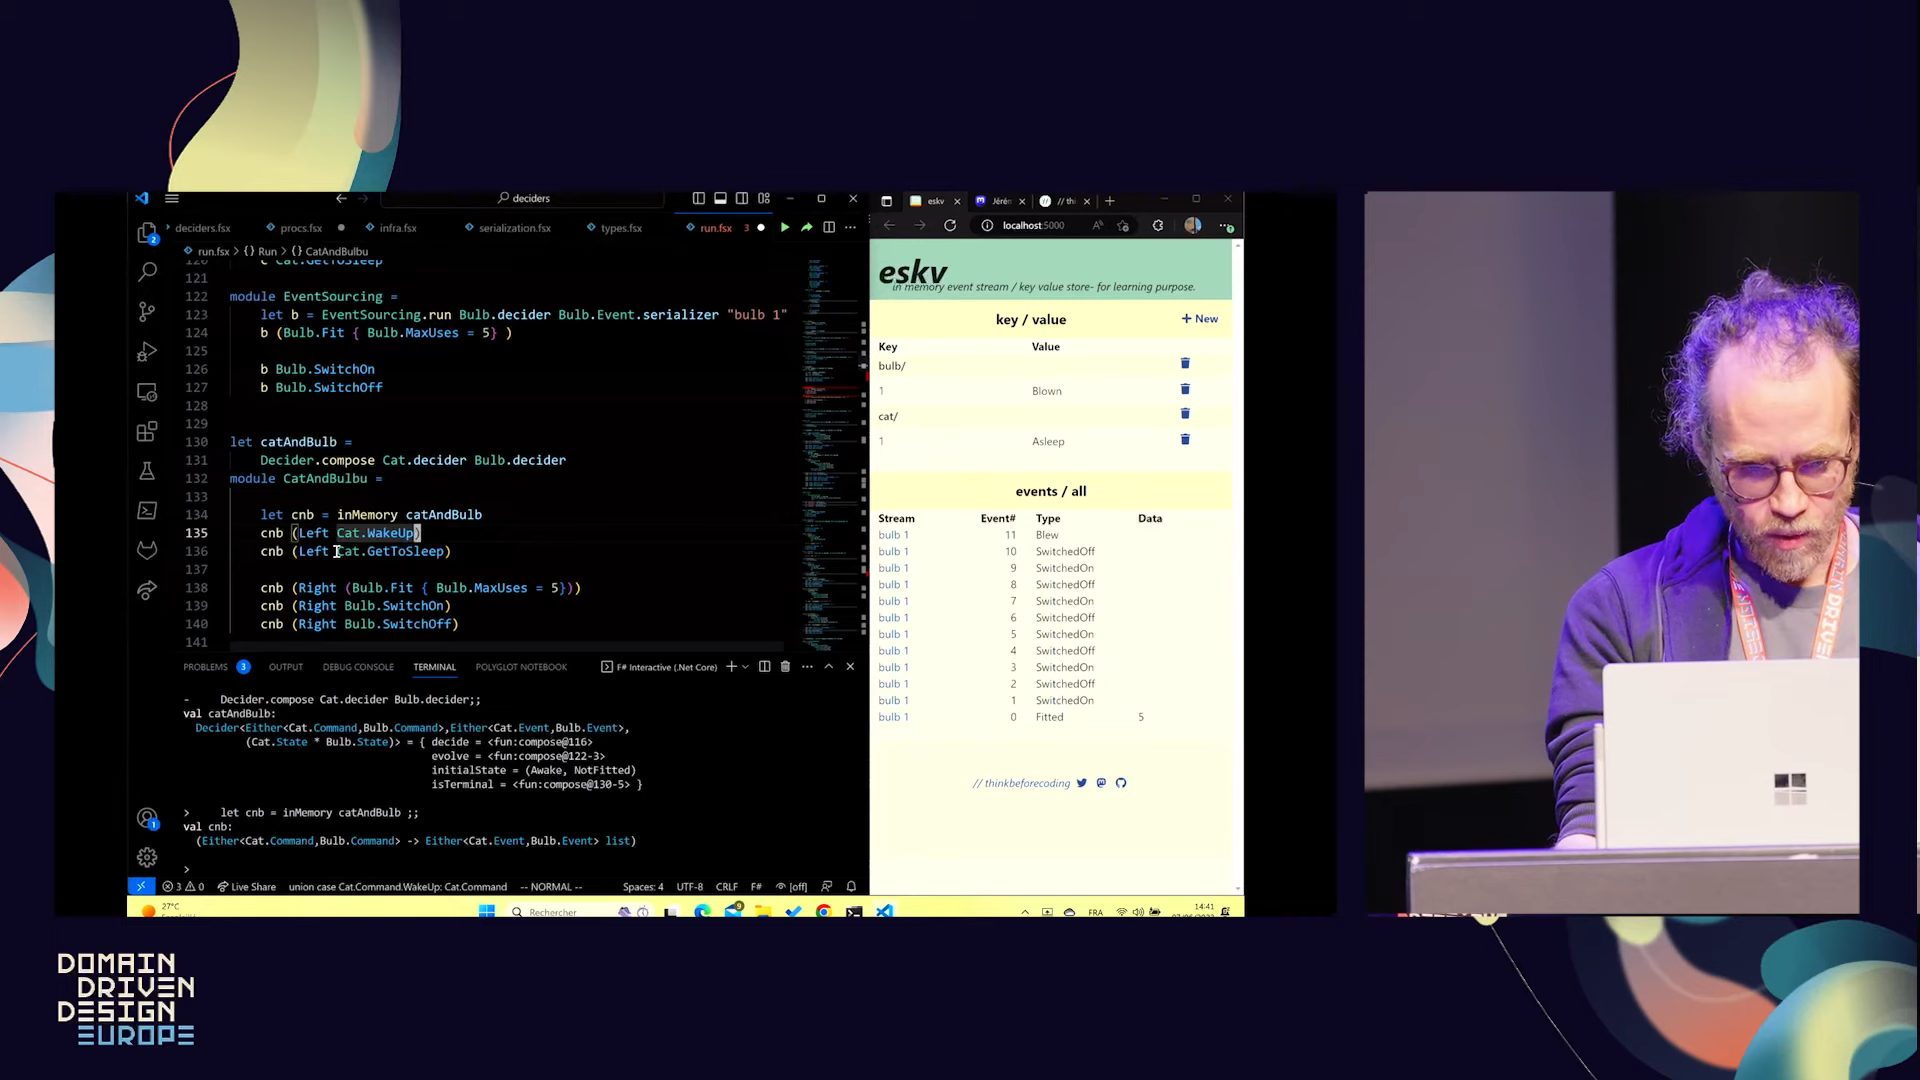 deciders
deciders.fsx
procs.fsx
infra.fsx
serialization.fsx
types.fsx
run.fsx 3
run.fsx > {} Run > {} CatAndBulbu
120 c Cat.GetToSleep
121
122 module EventSourcing =
123 let b = EventSourcing.run Bulb.decider Bulb.Event.serializer "bulb 1"
124 b (Bulb.Fit { Bulb.MaxUses = 5} )
125
126 b Bulb.SwitchOn
127 b Bulb.SwitchOff
128
129
130 let catAndBulb =
131 Decider.compose Cat.decider Bulb.decider
132 module CatAndBulbu =
133
134 let cnb = inMemory catAndBulb
135 cnb (Left Cat.WakeUp)
136 cnb (Left Cat.GetToSleep)
137
138 cnb (Right (Bulb.Fit { Bulb.MaxUses = 5}))
139 cnb (Right Bulb.SwitchOn)
140 cnb (Right Bulb.SwitchOff)
141
PROBLEMS 3 OUTPUT DEBUG CONSOLE TERMINAL POLYGLOT NOTEBOOK F# Interactive (.Net Core)
- Decider.compose Cat.decider Bulb.decider;;
val catAndBulb:
Decider<Either<Cat.Command,Bulb.Command>,Either<Cat.Event,Bulb.Event>,
(Cat.State * Bulb.State)> = { decide = <fun:compose@116>
evolve = <fun:compose@122-3>
initialState = (Awake, NotFitted)
isTerminal = <fun:compose@130-5> }
> let cnb = inMemory catAndBulb ;;
val cnb:
(Either<Cat.Command,Bulb.Command> -> Either<Cat.Event,Bulb.Event> list)
>
3 0 Live Share union case Cat.Command.WakeUp: Cat.Command -- NORMAL -- Spaces: 4 UTF-8 CRLF F# [off]
27°C
Rechercher
FRA
14:41
eskv
Jérém
// thi
localhost:5000
eskv
in memory event stream / key value store- for learning purpose.
key / value
+ New
Key Value
bulb/
1 Blown
cat/
1 Asleep
events / all
Stream Event# Type Data
bulb 1 11 Blew
bulb 1 10 SwitchedOff
bulb 1 9 SwitchedOn
bulb 1 8 SwitchedOff
bulb 1 7 SwitchedOn
bulb 1 6 SwitchedOff
bulb 1 5 SwitchedOn
bulb 1 4 SwitchedOff
bulb 1 3 SwitchedOn
bulb 1 2 SwitchedOff
bulb 1 1 SwitchedOn
bulb 1 0 Fitted 5
// thinkbeforecoding
DOMAIN
DRIVEN
DESIGN
EUROPE